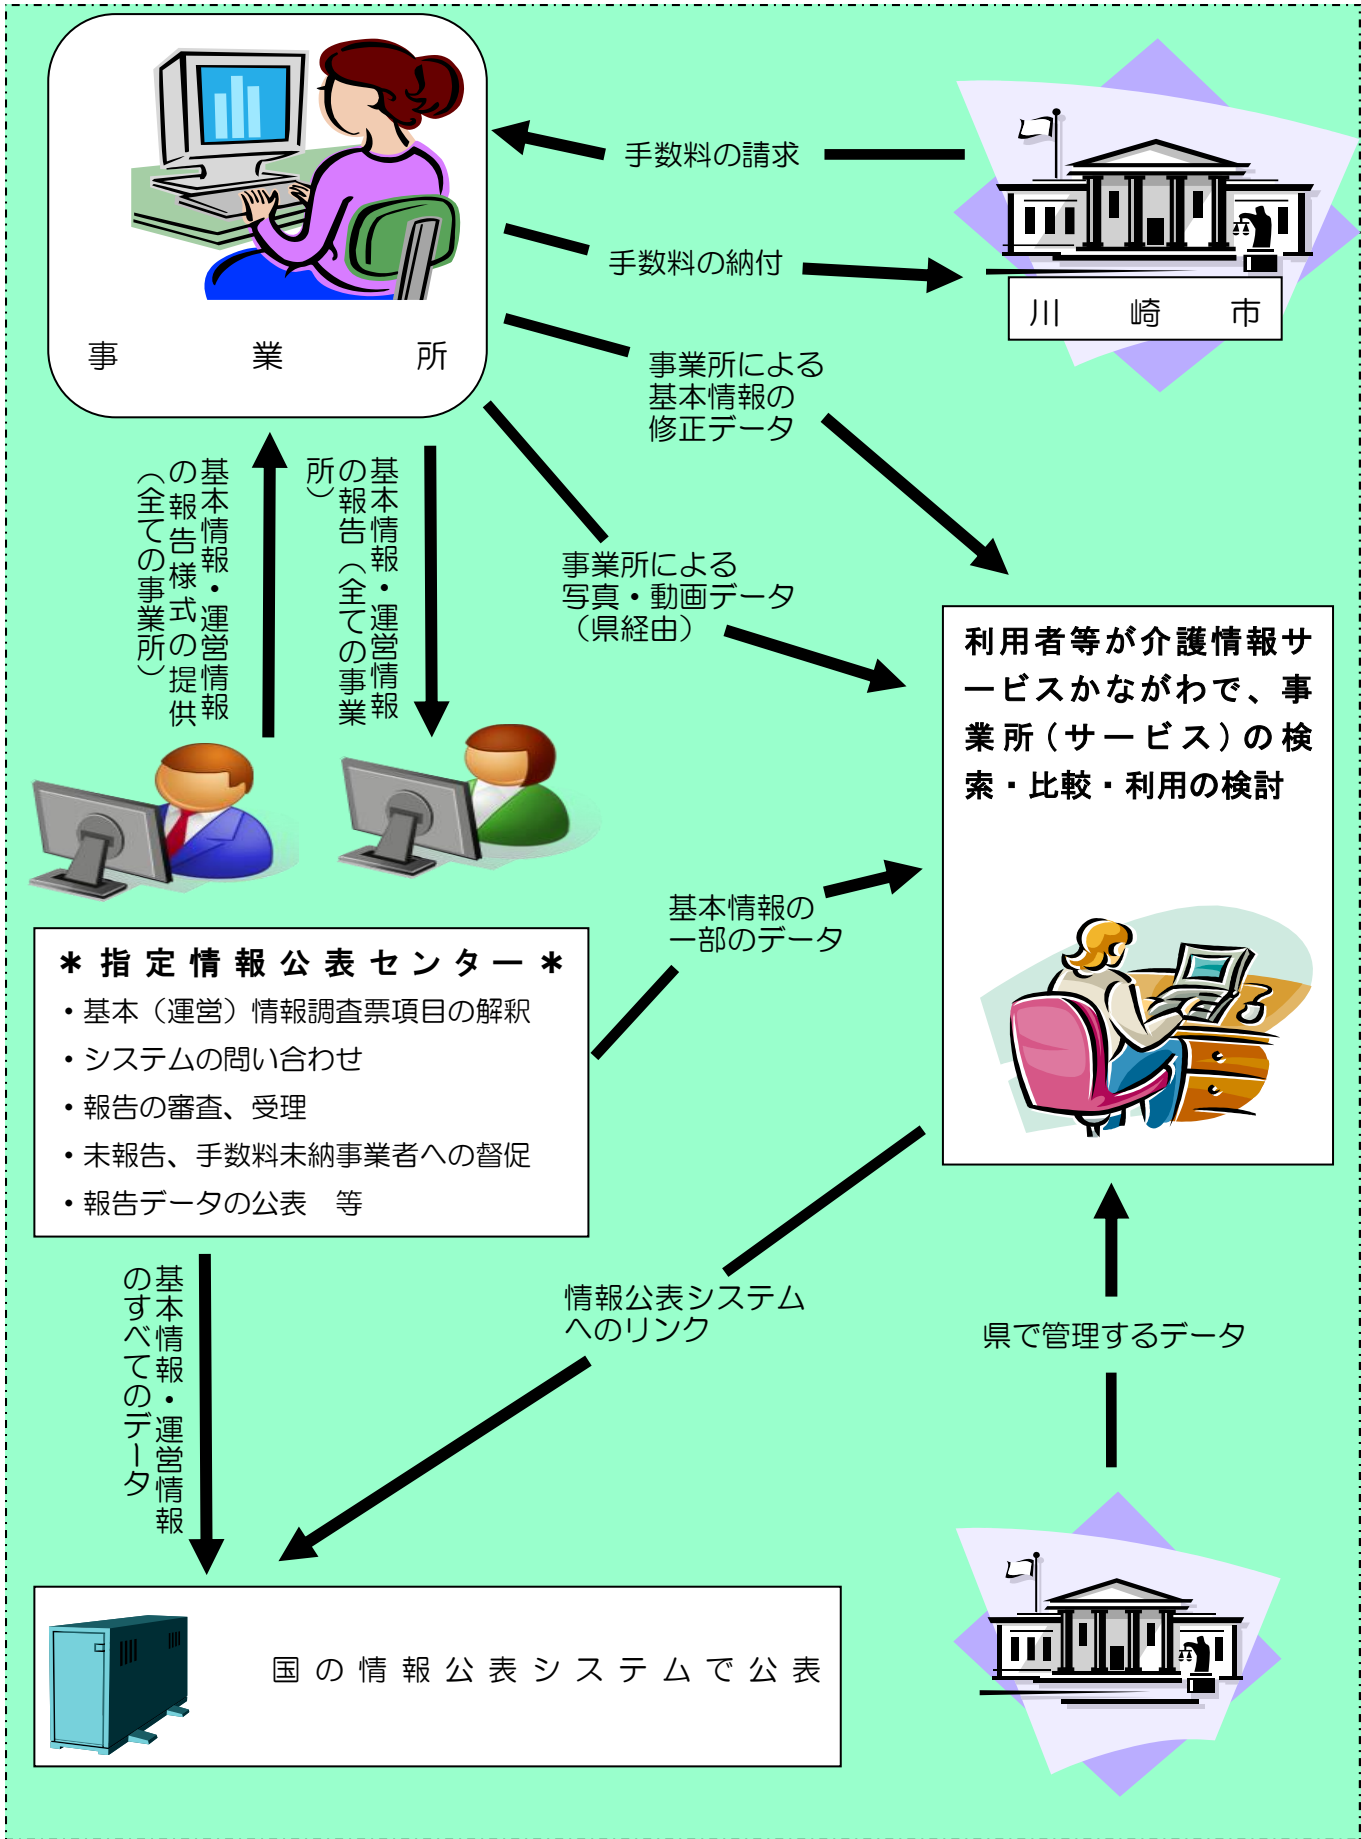 手数料の請求
手数料の納付
川崎市
事業所
事業所による
基本情報の
修正データ
基本情報・運営情報
の報告様式の提供
（全ての事業所）
基本情報・運営情報
の報告（全ての事業
所）
事業所による
写真・動画データ
（県経由）
利用者等が介護情報サ
ービスかながわで、事
業所（サービス）の検
索・比較・利用の検討
基本情報の
一部のデータ
＊指定情報公表センター＊
・基本（運営）情報調査票項目の解釈
・システムの問い合わせ
・報告の審査、受理
・未報告、手数料未納事業者への督促
・報告データの公表　等
基本情報・運営情報
のすべてのデータ
情報公表システム
へのリンク
県で管理するデータ
国の情報公表システムで公表